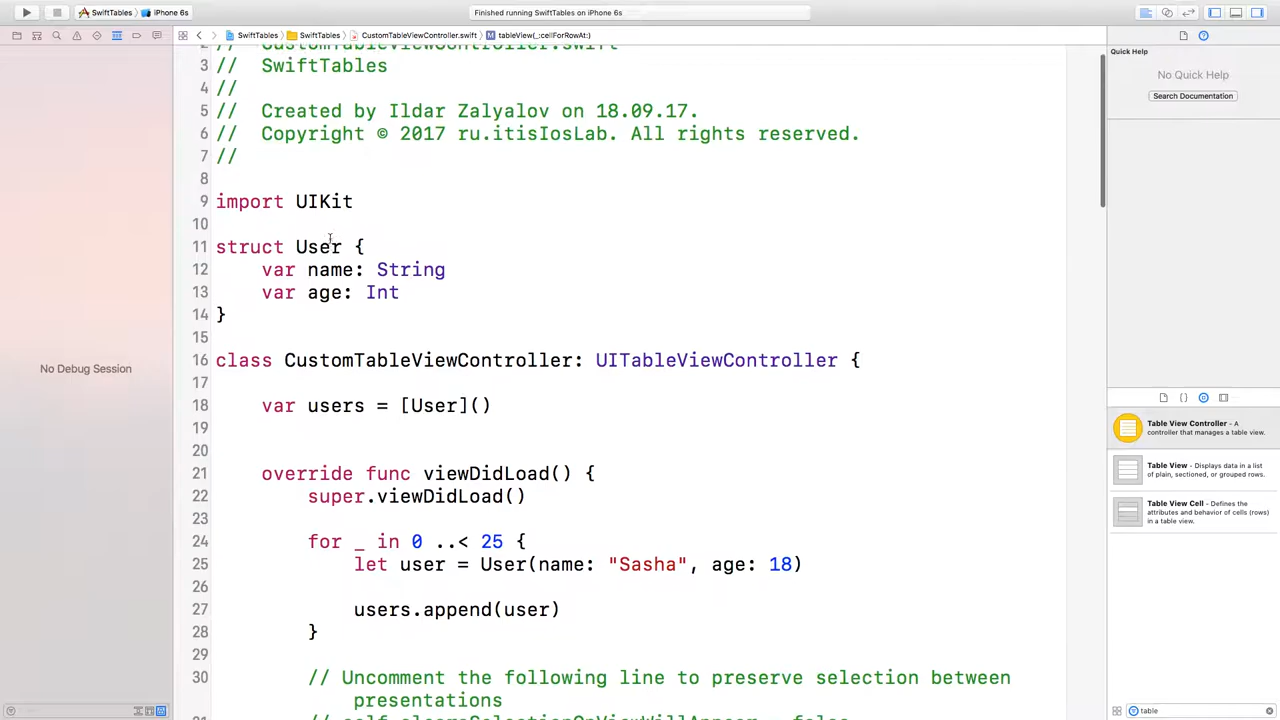 SwiftTables
iPhone 6s
Finished running SwiftTables on iPhone 6s
SwiftTables
SwiftTables
CustomTableViewController.swift
M
tableView(_:cellForRowAt:)
2 // CustomTableViewController.swift
3 // SwiftTables
4 //
5 // Created by Ildar Zalyalov on 18.09.17.
6 // Copyright © 2017 ru.itisIosLab. All rights reserved.
7 //
8
9 import UIKit
10
11 struct User {
12 var name: String
13 var age: Int
14 }
15
16 class CustomTableViewController: UITableViewController {
17
18 var users = [User]()
19
20
21 override func viewDidLoad() {
22 super.viewDidLoad()
23
24 for _ in 0 ..< 25 {
25 let user = User(name: "Sasha", age: 18)
26
27 users.append(user)
28 }
29
30 // Uncomment the following line to preserve selection between
presentations
// self.clearsSelectionOnViewWillAppear = false
No Debug Session
Quick Help
No Quick Help
Search Documentation
Table View Controller - A
controller that manages a table view.
Table View - Displays data in a list
of plain, sectioned, or grouped rows.
Table View Cell - Defines the
attributes and behavior of cells (rows)
in a table view.
table